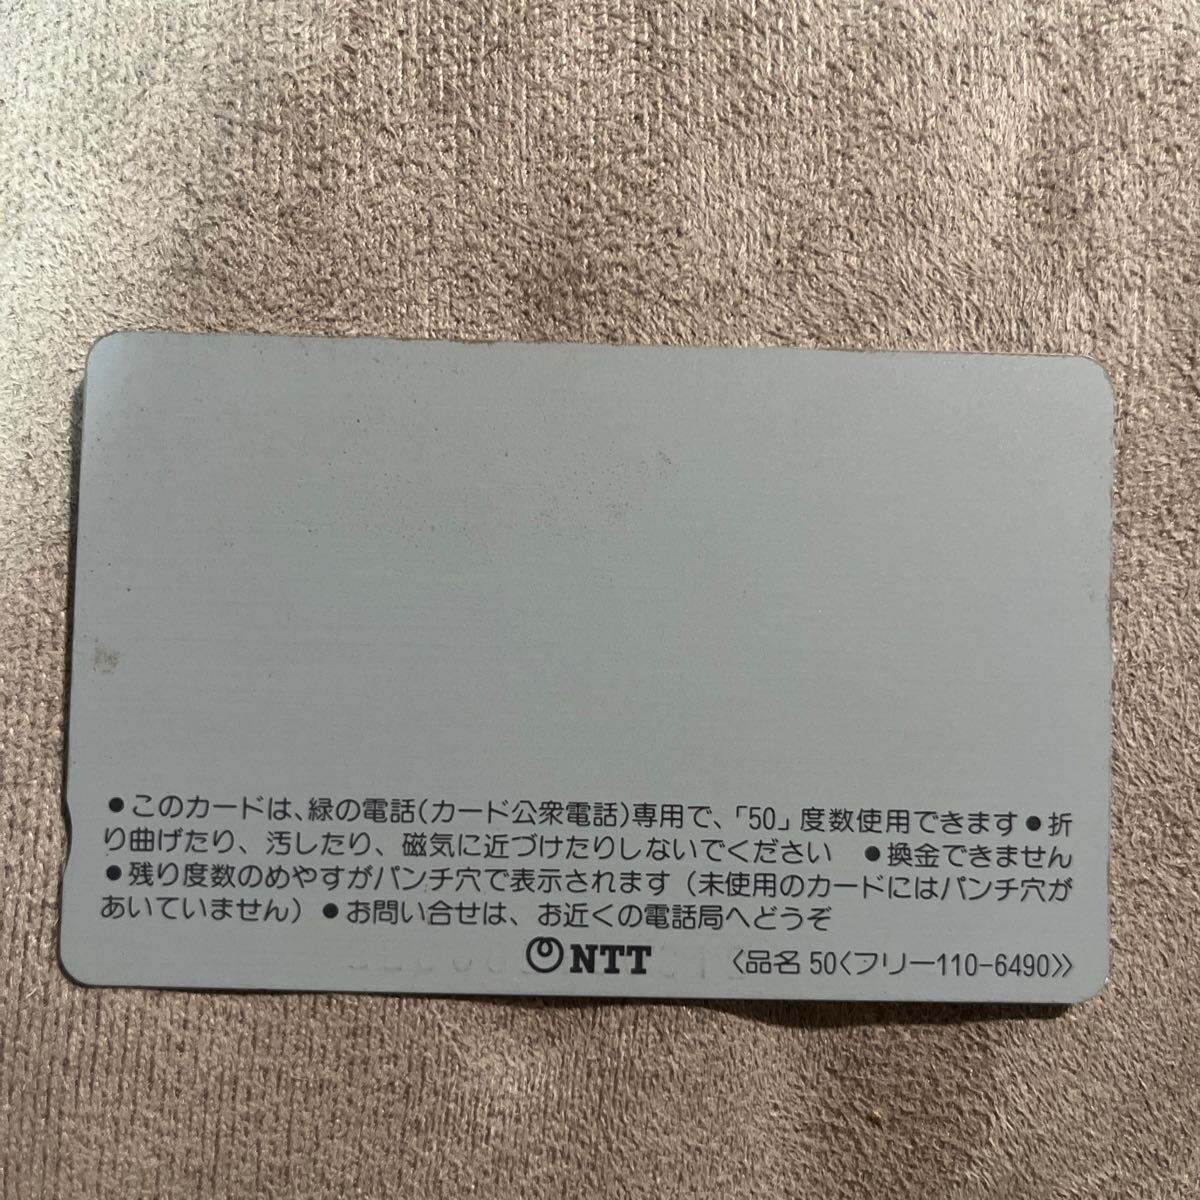 ●このカードは、緑の電話(カード公衆電話)専用で、「50」度数使用できます●折
り曲げたり、汚したり、磁気に近づけたりしないでください　●換金できません
●残り度数のめやすがパンチ穴で表示されます(未使用のカードにはパンチ穴が
あいていません)●お問い合せは、お近くの電話局へどうぞ
NTT　〈品名 50〈フリー110-6490〉〉